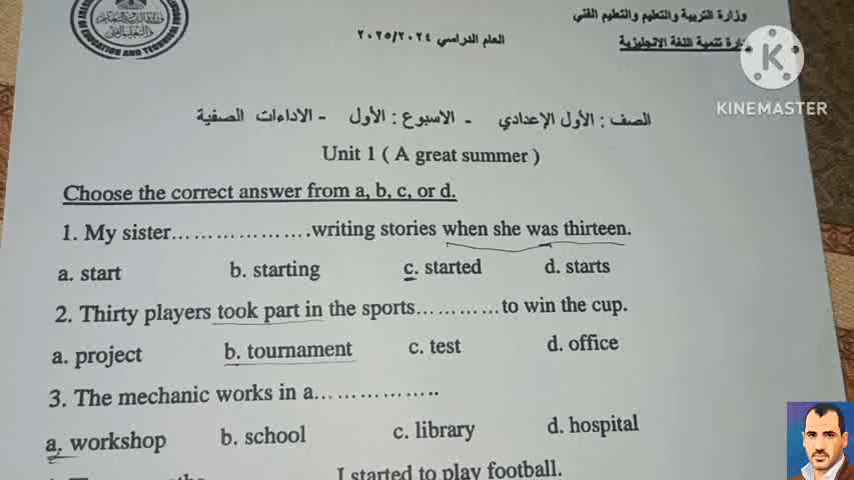 وزارة التربية والتعليم والتعليم الفني
تنمية اللغة الانجليزية
العام الدراسي ٢٠٢٥/٢٠٢٤
KINEMASTER
الصف : الأول الإعدادي - الاسبوع : الأول - الاداءات الصفية
Unit 1 ( A great summer )
Choose the correct answer from a, b, c, or d.
1. My sister………………….writing stories when she was thirteen.
a. start b. starting c. started d. starts
2. Thirty players took part in the sports…………to win the cup.
a. project b. tournament c. test d. office
3. The mechanic works in a………………..
a. workshop b. school c. library d. hospital
I started to play football.